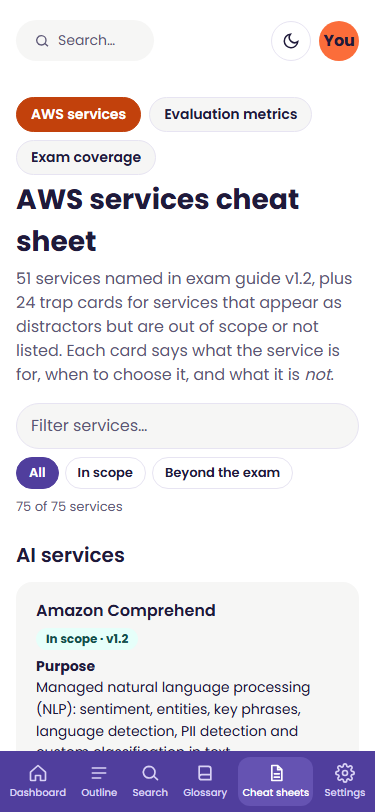 Search...
You
AWS services
Evaluation metrics
Exam coverage
AWS services cheat
sheet
51 services named in exam guide v1.2, plus
24 trap cards for services that appear as
distractors but are out of scope or not
listed. Each card says what the service is
for, when to choose it, and what it is not.
Filter services...
All
In scope
Beyond the exam
75 of 75 services
AI services
Amazon Comprehend
In scope · v1.2
Purpose
Managed natural language processing
(NLP): sentiment, entities, key phrases,
language detection, PII detection and
custom classification in text.
Dashboard
Outline
Search
Glossary
Cheat sheets
Settings